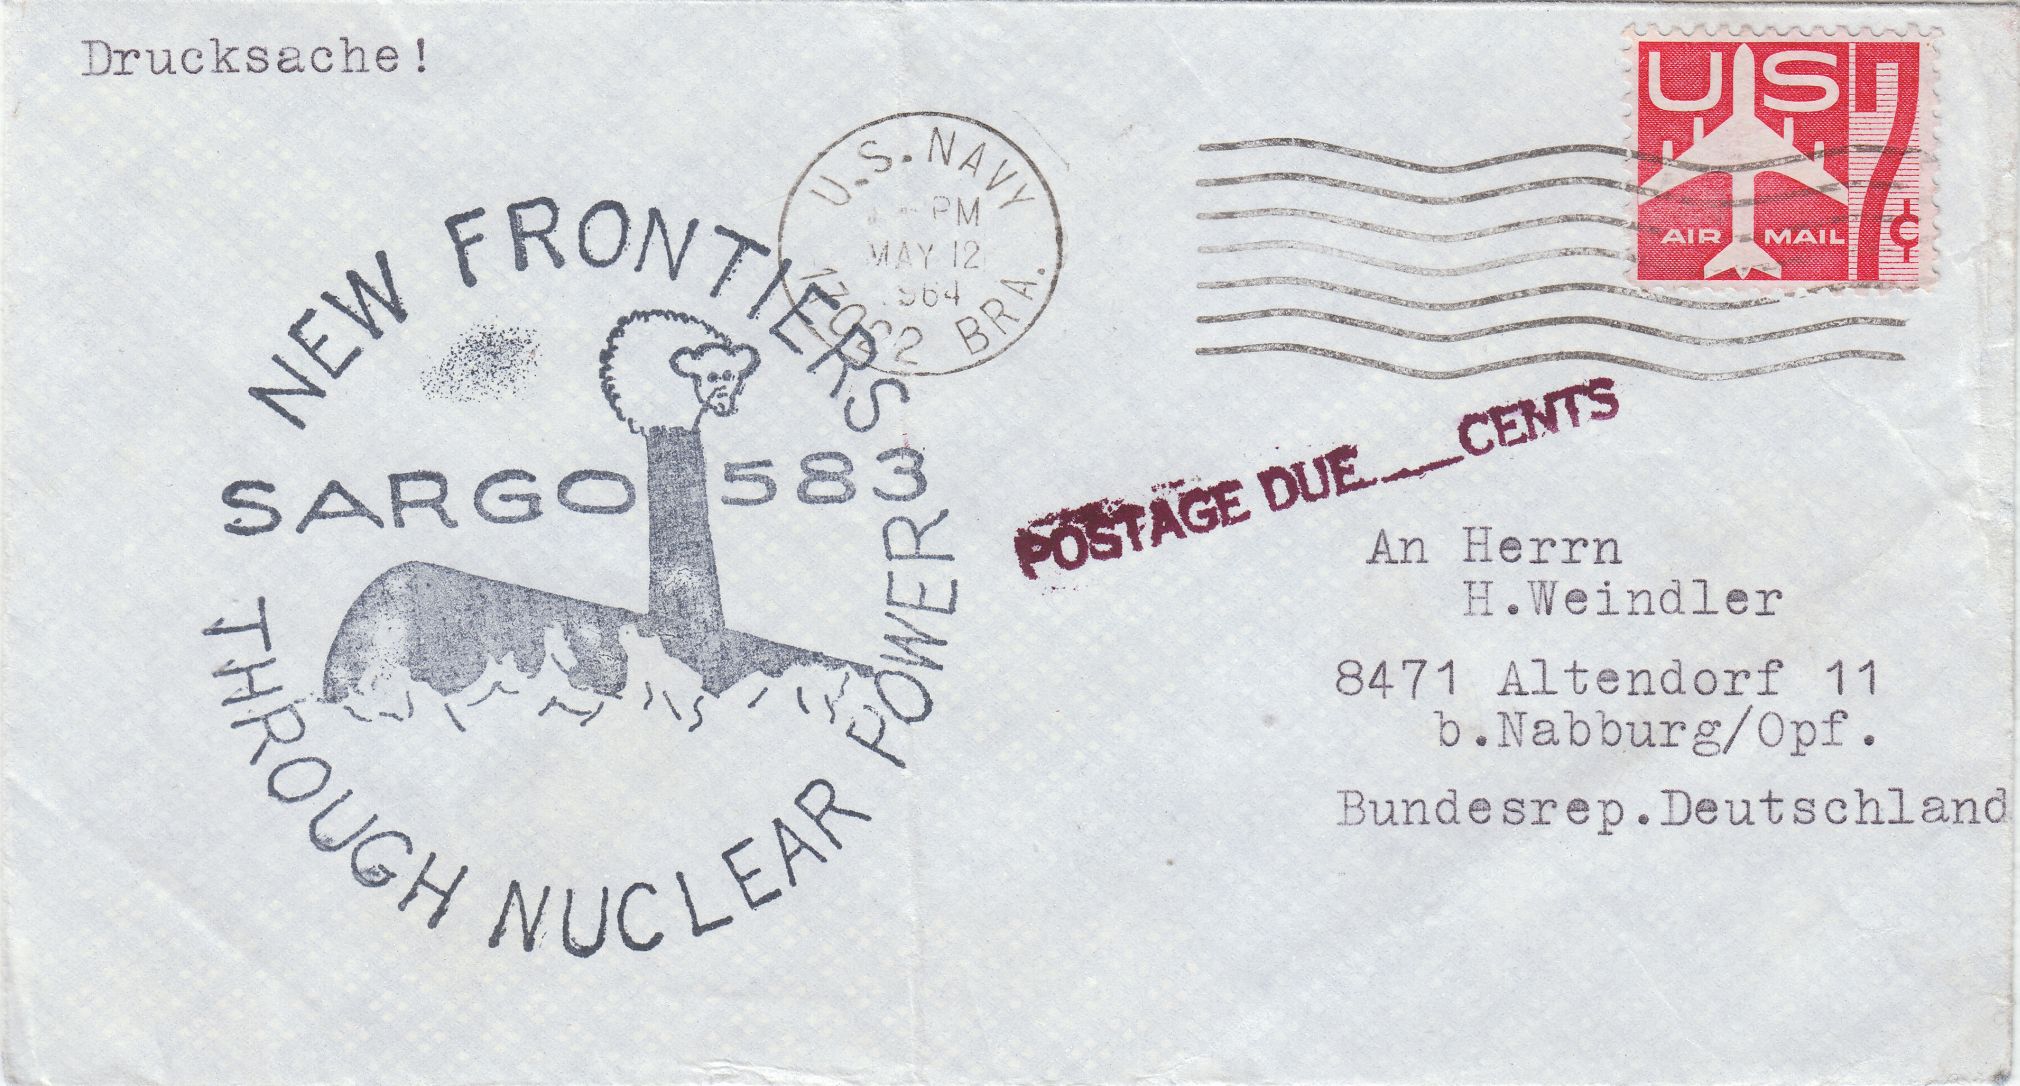 Drucksache!
US
7¢
AIR MAIL
U.S. NAVY
PM
MAY 12
1964
BRA.
NEW FRONTIERS
SARGO 583
THROUGH NUCLEAR POWER
POSTAGE DUE___CENTS
An Herrn
H.Weindler
8471 Altendorf 11
b.Nabburg/Opf.
Bundesrep.Deutschland